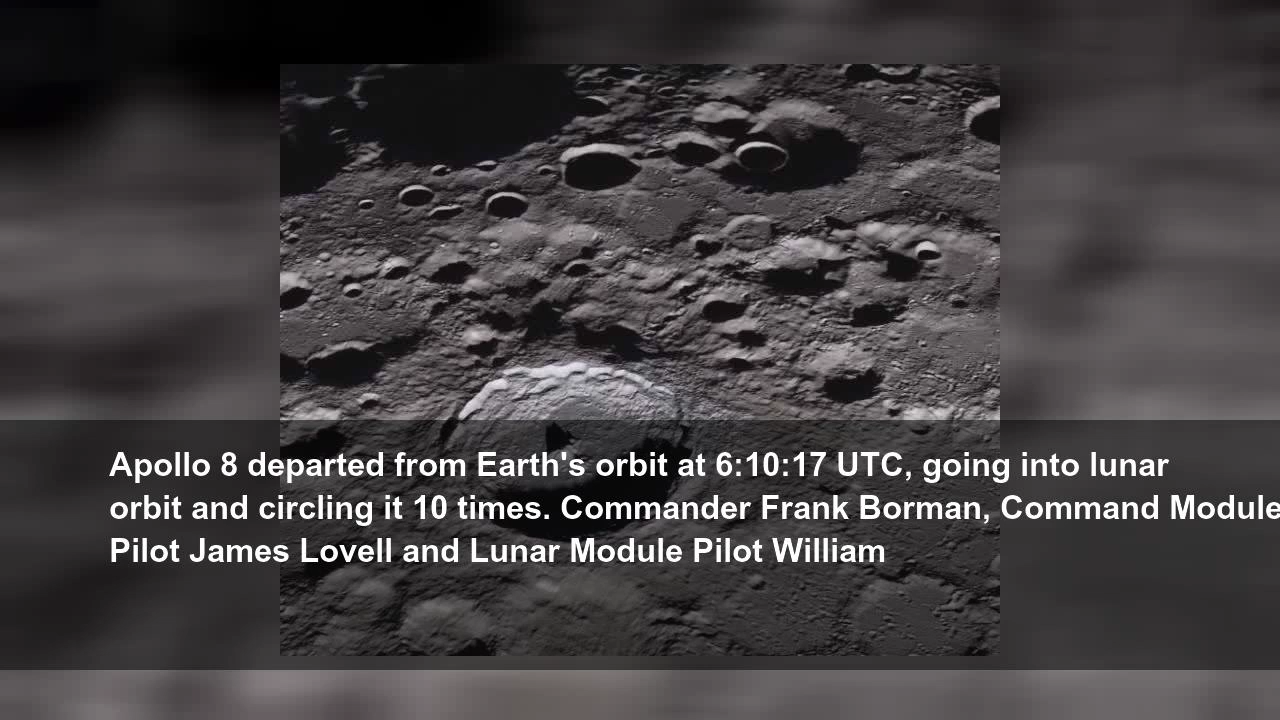 Apollo 8 departed from Earth's orbit at 6:10:17 UTC, going into lunar
orbit and circling it 10 times. Commander Frank Borman, Command Module
Pilot James Lovell and Lunar Module Pilot William